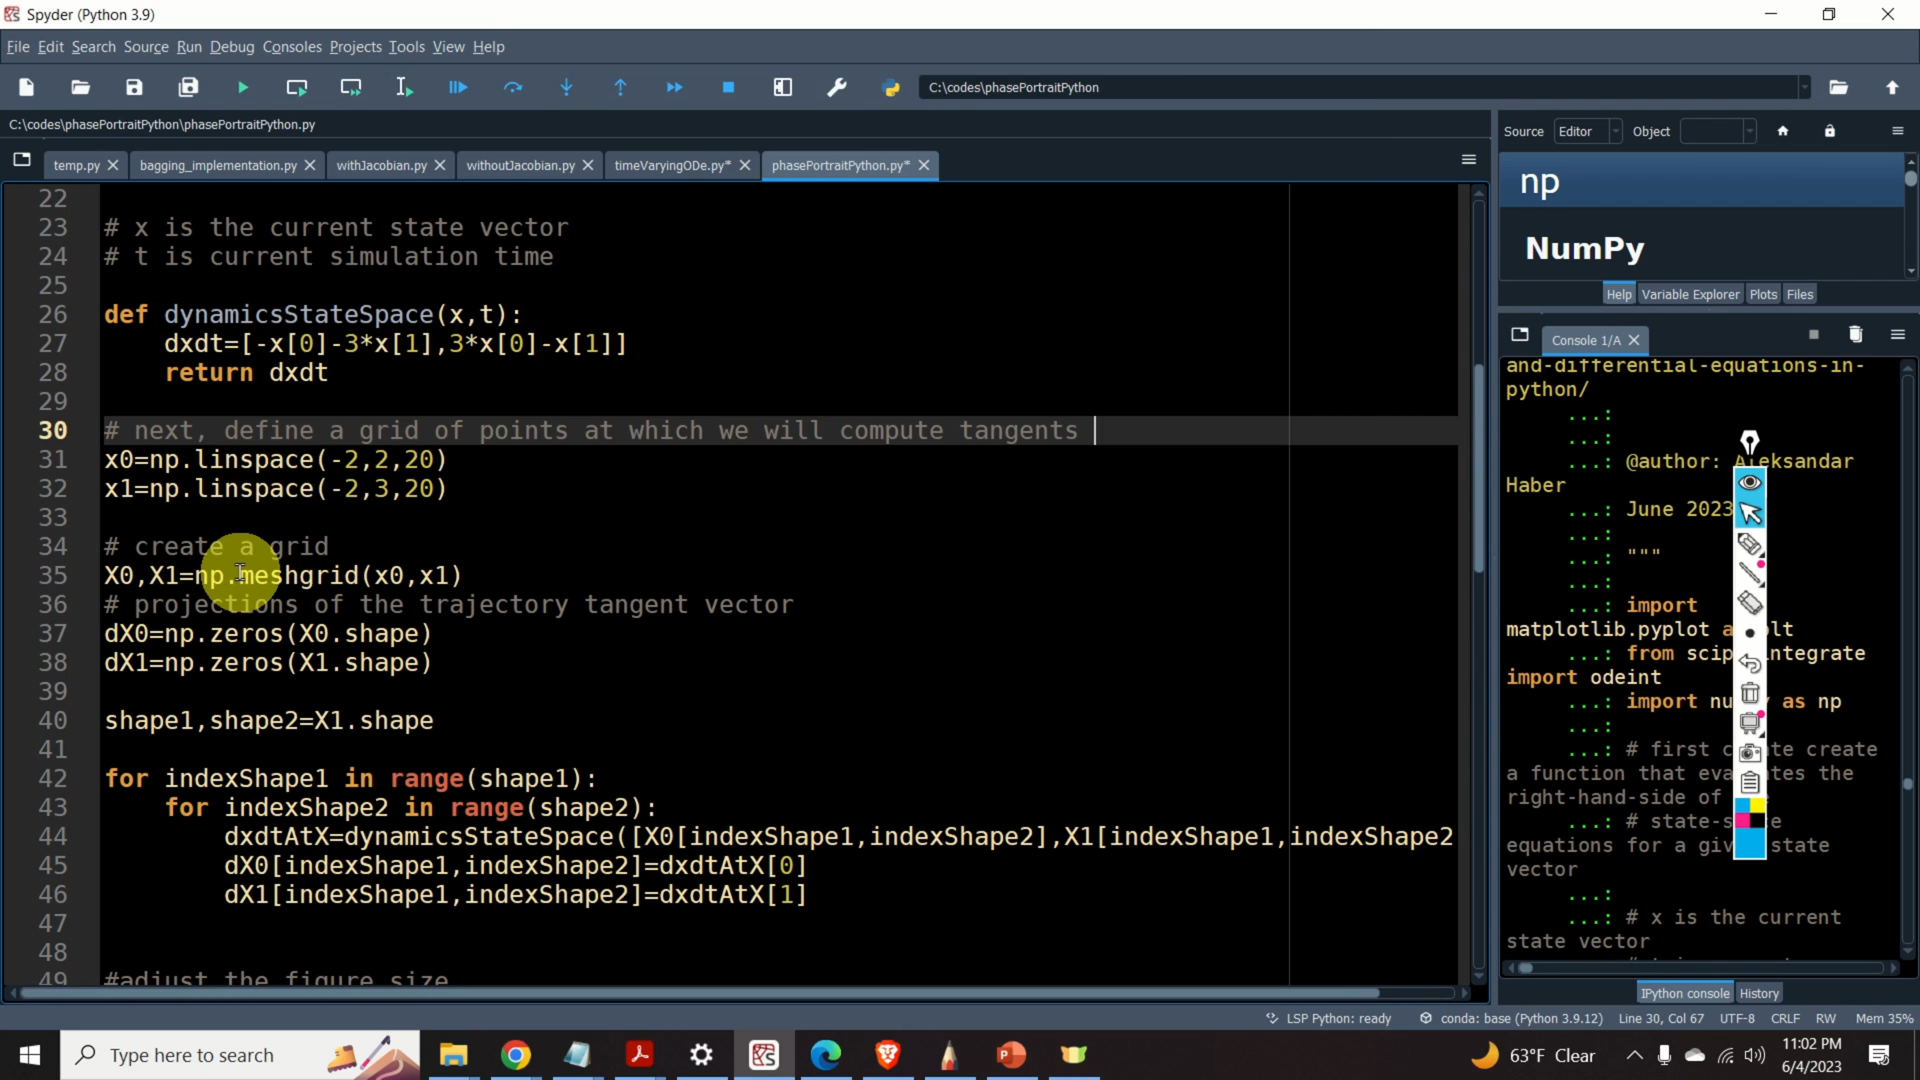 Spyder (Python 3.9)
File Edit Search Source Run Debug Consoles Projects Tools View Help
C:\codes\phasePortraitPython
C:\codes\phasePortraitPython\phasePortraitPython.py
temp.py bagging_implementation.py withJacobian.py withoutJacobian.py timeVaryingODe.py* phasePortraitPython.py*
22
23 # x is the current state vector
24 # t is current simulation time
25
26 def dynamicsStateSpace(x,t):
27 dxdt=[-x[0]-3*x[1],3*x[0]-x[1]]
28 return dxdt
29
30 # next, define a grid of points at which we will compute tangents
31 x0=np.linspace(-2,2,20)
32 x1=np.linspace(-2,3,20)
33
34 # create a grid
35 X0,X1=np.meshgrid(x0,x1)
36 # projections of the trajectory tangent vector
37 dX0=np.zeros(X0.shape)
38 dX1=np.zeros(X1.shape)
39
40 shape1,shape2=X1.shape
41
42 for indexShape1 in range(shape1):
43 for indexShape2 in range(shape2):
44 dxdtAtX=dynamicsStateSpace([X0[indexShape1,indexShape2],X1[indexShape1,indexShape2
45 dX0[indexShape1,indexShape2]=dxdtAtX[0]
46 dX1[indexShape1,indexShape2]=dxdtAtX[1]
47
48
49 #adjust the figure size
Source Editor Object
np
NumPy
Help Variable Explorer Plots Files
Console 1/A
and-differential-equations-in-
python/
...:
...:
...: @author: Aleksandar
Haber
...: June 2023
...:
...: """
...:
...: import
matplotlib.pyplot as plt
...: from scipy.integrate
import odeint
...: import numpy as np
...:
...: # first create create
a function that evaluates the
right-hand-side of the
...: # state-space
equations for a given state
vector
...:
...: # x is the current
state vector
IPython console History
LSP Python: ready conda: base (Python 3.9.12) Line 30, Col 67 UTF-8 CRLF RW Mem 35%
Type here to search
63°F Clear
11:02 PM
6/4/2023